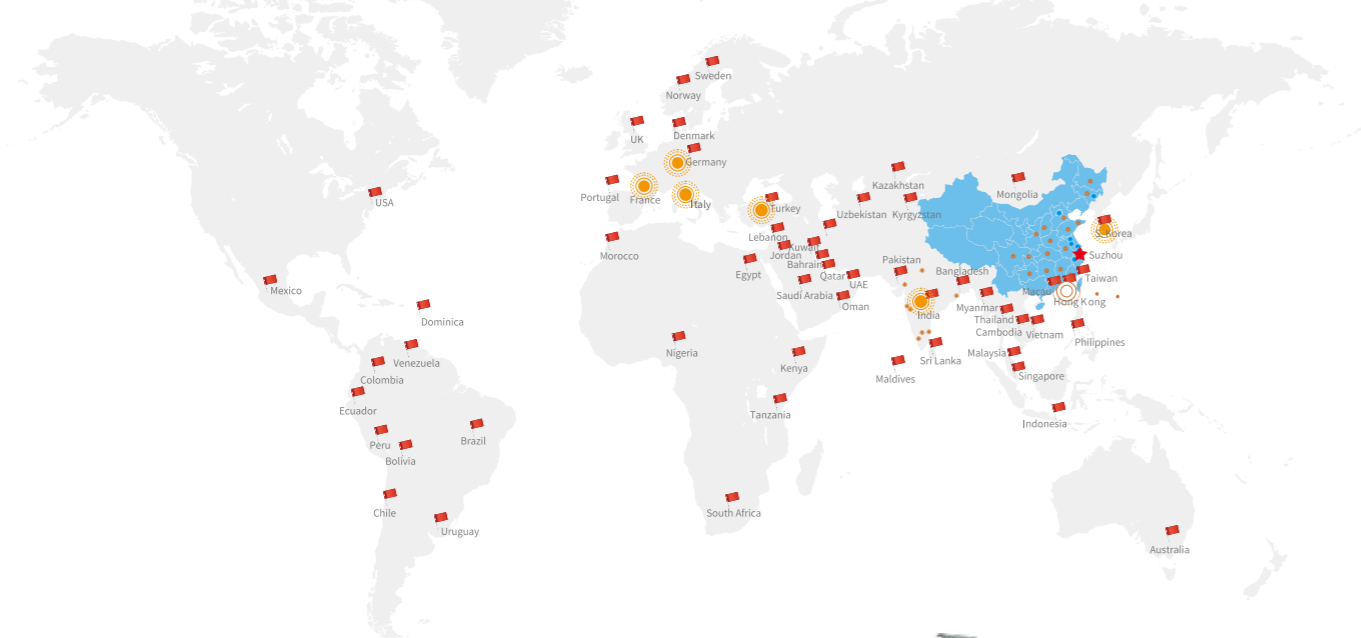 Sweden
Norway
UK
Denmark
Germany
Portugal
France
Italy
Turkey
USA
Kazakhstan
Mongolia
Uzbekistan
Kyrgyzstan
S. Korea
Lebanon
Kuwait
Morocco
Jordan
Suzhou
Bahrain
Pakistan
Egypt
Qatar
Bangladesh
UAE
Taiwan
Mexico
Saudi Arabia
Macau
Oman
Myanmar
Hong Kong
India
Dominica
Thailand
Cambodia
Vietnam
Philippines
Nigeria
Malaysia
Venezuela
Kenya
Sri Lanka
Colombia
Maldives
Singapore
Ecuador
Tanzania
Indonesia
Brazil
Peru
Bolivia
Chile
South Africa
Uruguay
Australia